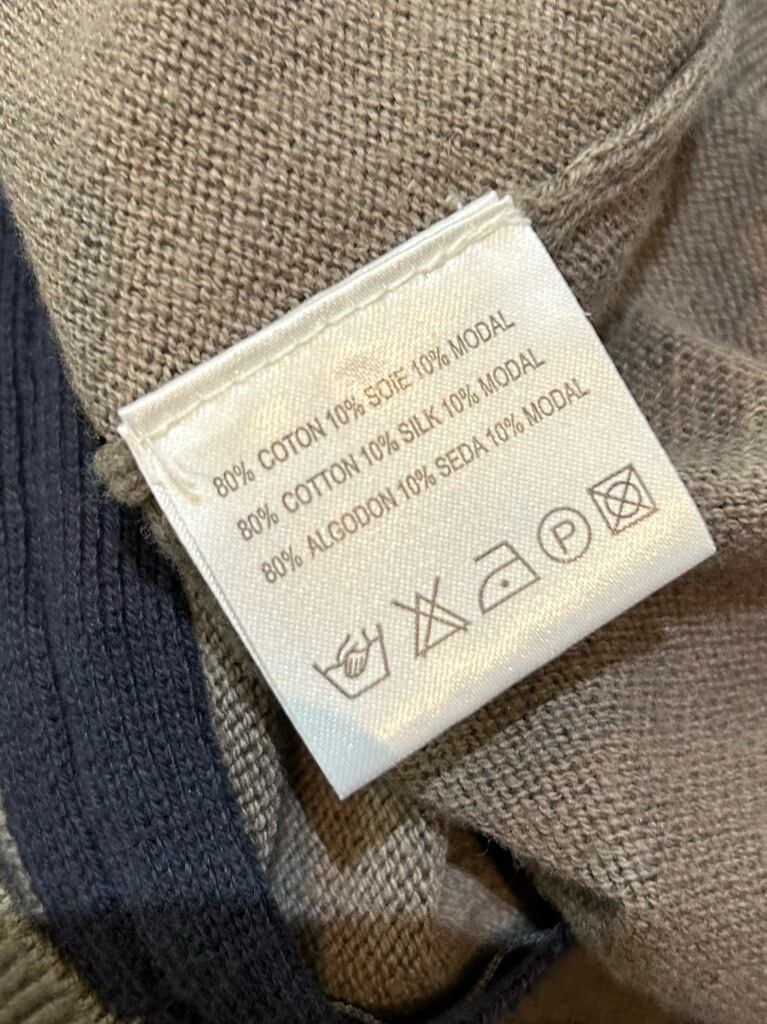 80% COTON 10% SOIE 10% MODAL
80% COTTON 10% SILK 10% MODAL
80% ALGODON 10% SEDA 10% MODAL
P